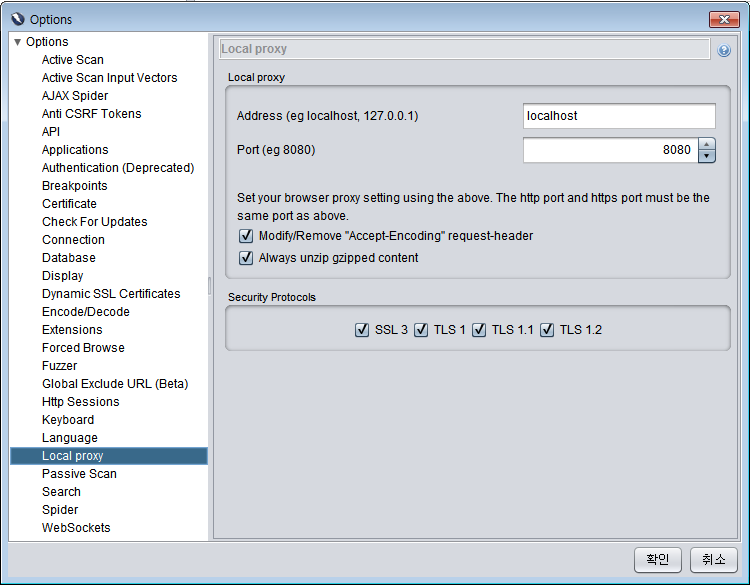 Options
Options
Active Scan
Active Scan Input Vectors
AJAX Spider
Anti CSRF Tokens
API
Applications
Authentication (Deprecated)
Breakpoints
Certificate
Check For Updates
Connection
Database
Display
Dynamic SSL Certificates
Encode/Decode
Extensions
Forced Browse
Fuzzer
Global Exclude URL (Beta)
Http Sessions
Keyboard
Language
Local proxy
Passive Scan
Search
Spider
WebSockets
Local proxy
Local proxy
Address (eg localhost, 127.0.0.1)
localhost
Port (eg 8080)
8080
Set your browser proxy setting using the above. The http port and https port must be the
same port as above.
Modify/Remove "Accept-Encoding" request-header
Always unzip gzipped content
Security Protocols
SSL 3 TLS 1 TLS 1.1 TLS 1.2
확인 취소